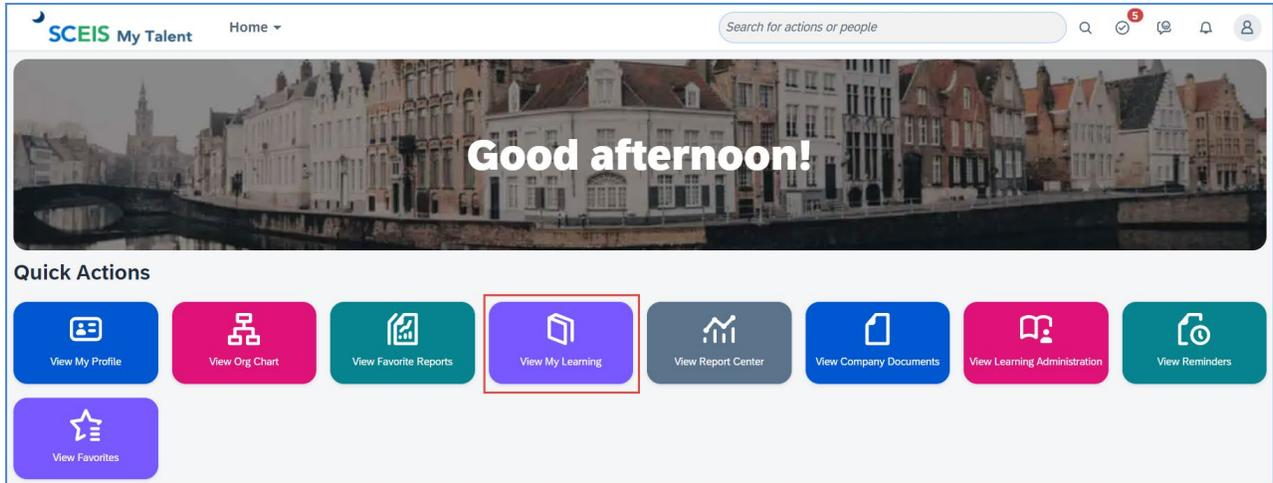 SCEIS My Talent
Home
Search for actions or people
5
Good afternoon!
Quick Actions
View My Profile
View Org Chart
View Favorite Reports
View My Learning
View Report Center
View Company Documents
View Learning Administration
View Reminders
View Favorites